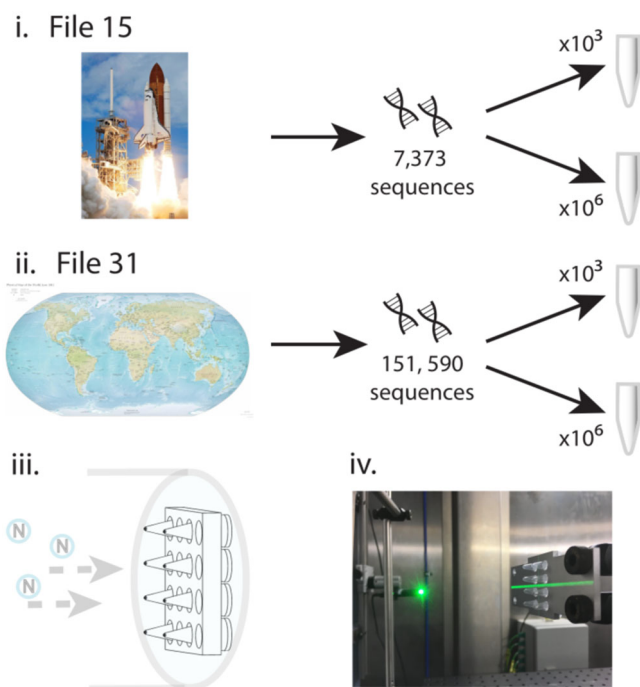 i. File 15
x10³
7,373
sequences
x10⁶
ii. File 31
x10³
151, 590
sequences
x10⁶
iii.
iv.
N
N
N